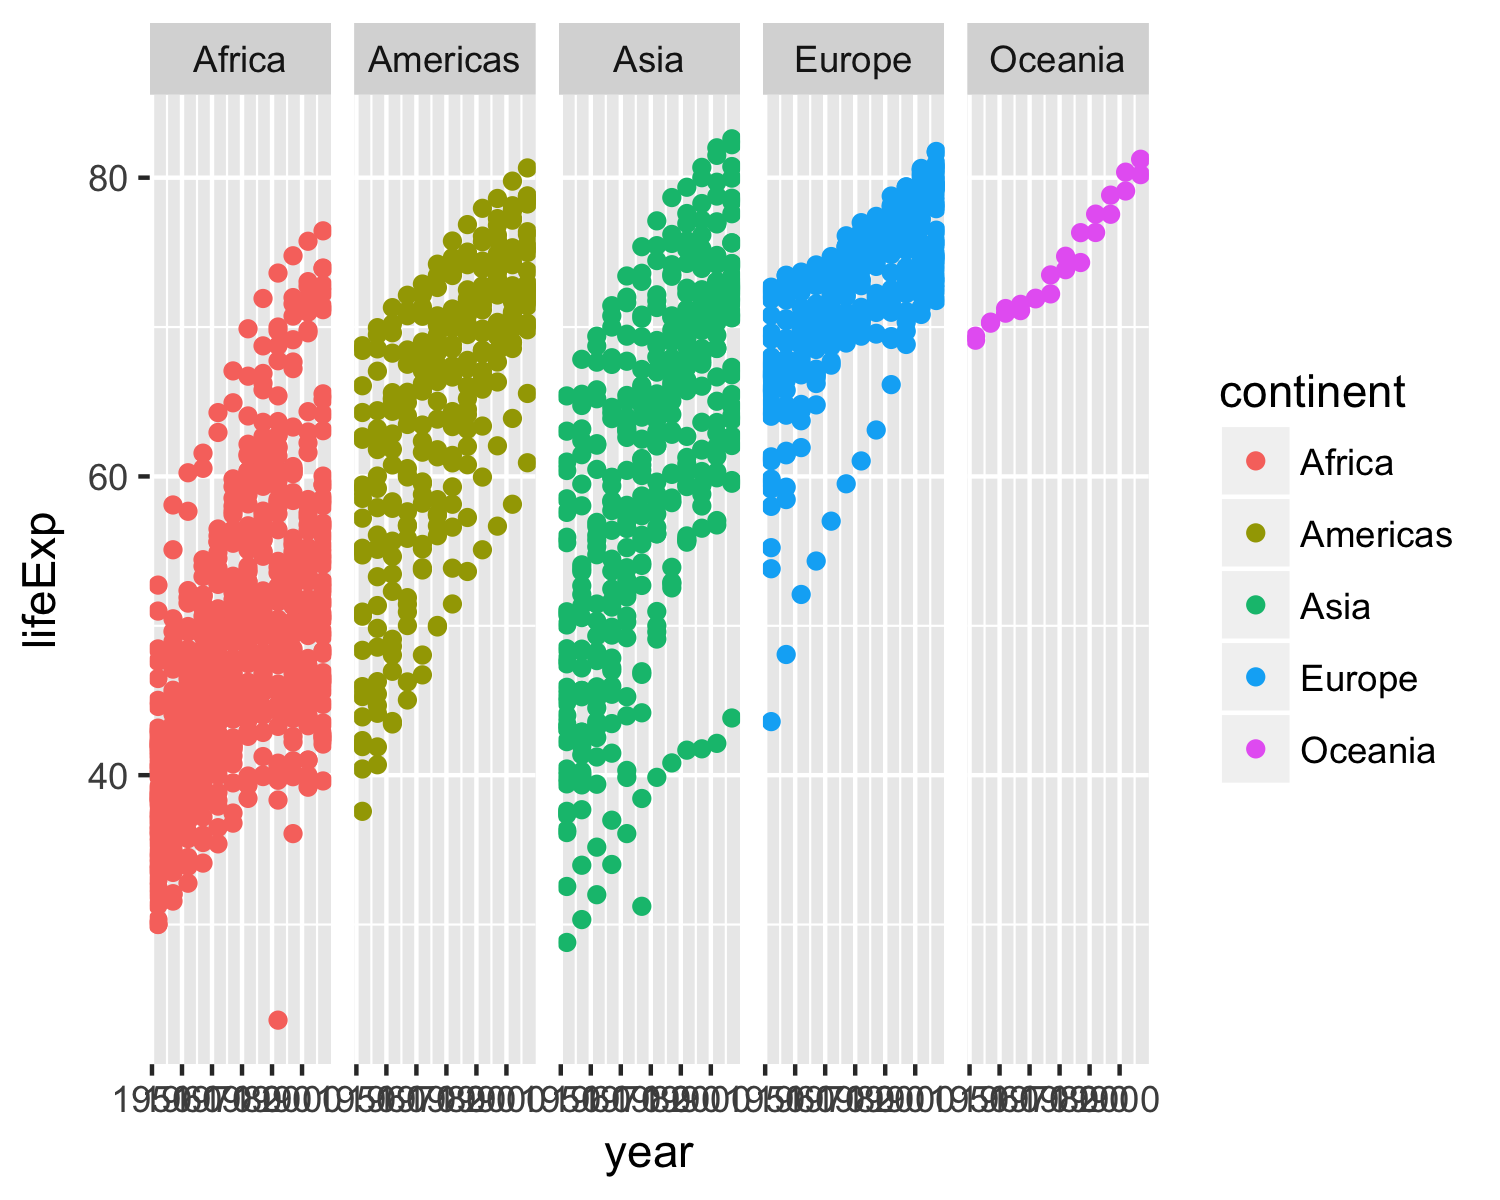 Africa Americas Asia Europe Oceania
80
60
40
lifeExp
year
continent
Africa
Americas
Asia
Europe
Oceania